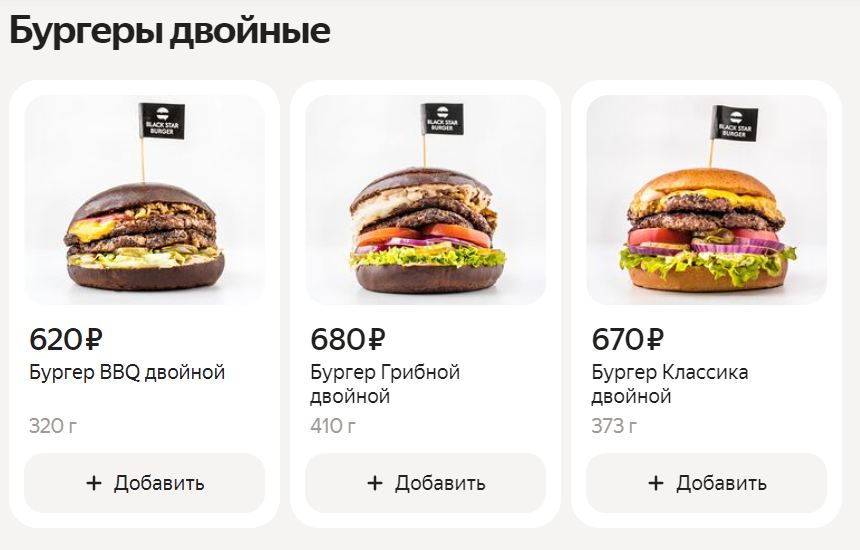 Бургеры двойные
BLACK STAR
BURGER
BLACK STAR
BURGER
BLACK STAR
BURGER
620 ₽
Бургер BBQ двойной
320 г
+ Добавить
680 ₽
Бургер Грибной
двойной
410 г
+ Добавить
670 ₽
Бургер Классика
двойной
373 г
+ Добавить